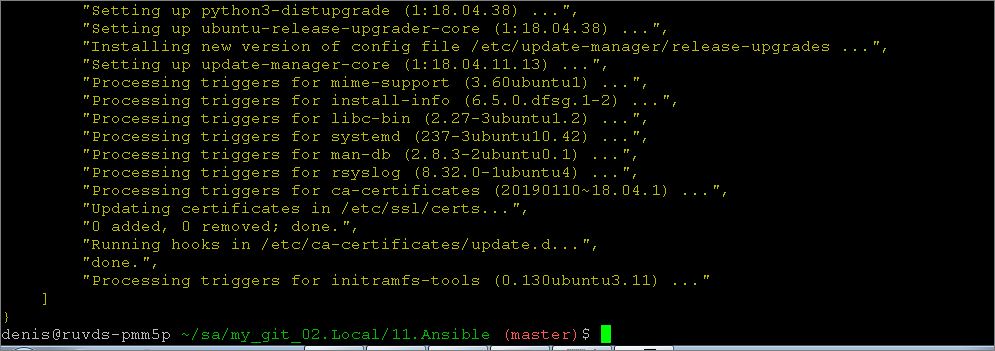 "Setting up python3-distupgrade (1:18.04.38) ...",
"Setting up ubuntu-release-upgrader-core (1:18.04.38) ...",
"Installing new version of config file /etc/update-manager/release-upgrades ...",
"Setting up update-manager-core (1:18.04.11.13) ...",
"Processing triggers for mime-support (3.60ubuntu1) ...",
"Processing triggers for install-info (6.5.0.dfsg.1-2) ...",
"Processing triggers for libc-bin (2.27-3ubuntu1.2) ...",
"Processing triggers for systemd (237-3ubuntu10.42) ...",
"Processing triggers for man-db (2.8.3-2ubuntu0.1) ...",
"Processing triggers for rsyslog (8.32.0-1ubuntu4) ...",
"Processing triggers for ca-certificates (20190110~18.04.1) ...",
"Updating certificates in /etc/ssl/certs...",
"0 added, 0 removed; done.",
"Running hooks in /etc/ca-certificates/update.d...",
"done.",
"Processing triggers for initramfs-tools (0.130ubuntu3.11) ..."
]
}
denis@ruvds-pmm5p ~/sa/my_git_02.Local/11.Ansible (master)$